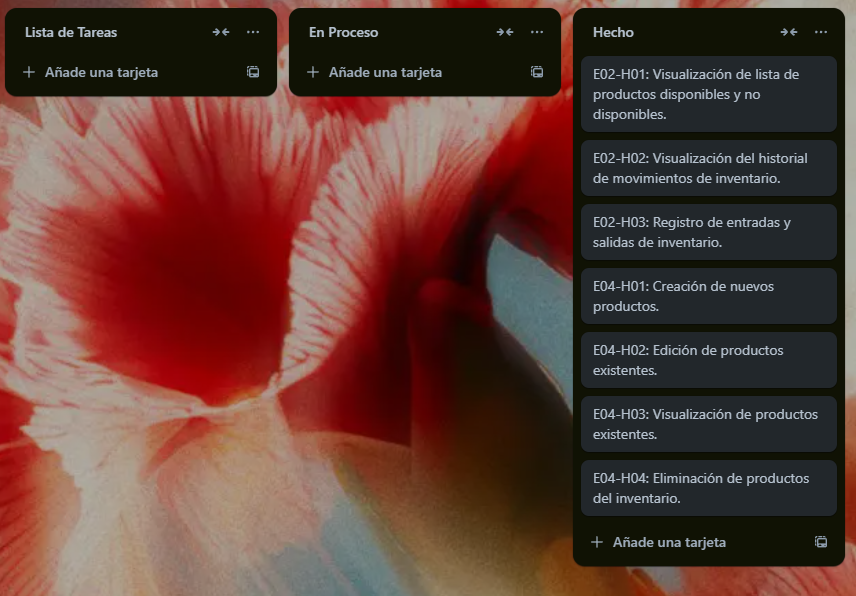 Lista de Tareas
Añade una tarjeta
En Proceso
Añade una tarjeta
Hecho
E02-H01: Visualización de lista de
productos disponibles y no
disponibles.
E02-H02: Visualización del historial
de movimientos de inventario.
E02-H03: Registro de entradas y
salidas de inventario.
E04-H01: Creación de nuevos
productos.
E04-H02: Edición de productos
existentes.
E04-H03: Visualización de productos
existentes.
E04-H04: Eliminación de productos
del inventario.
Añade una tarjeta